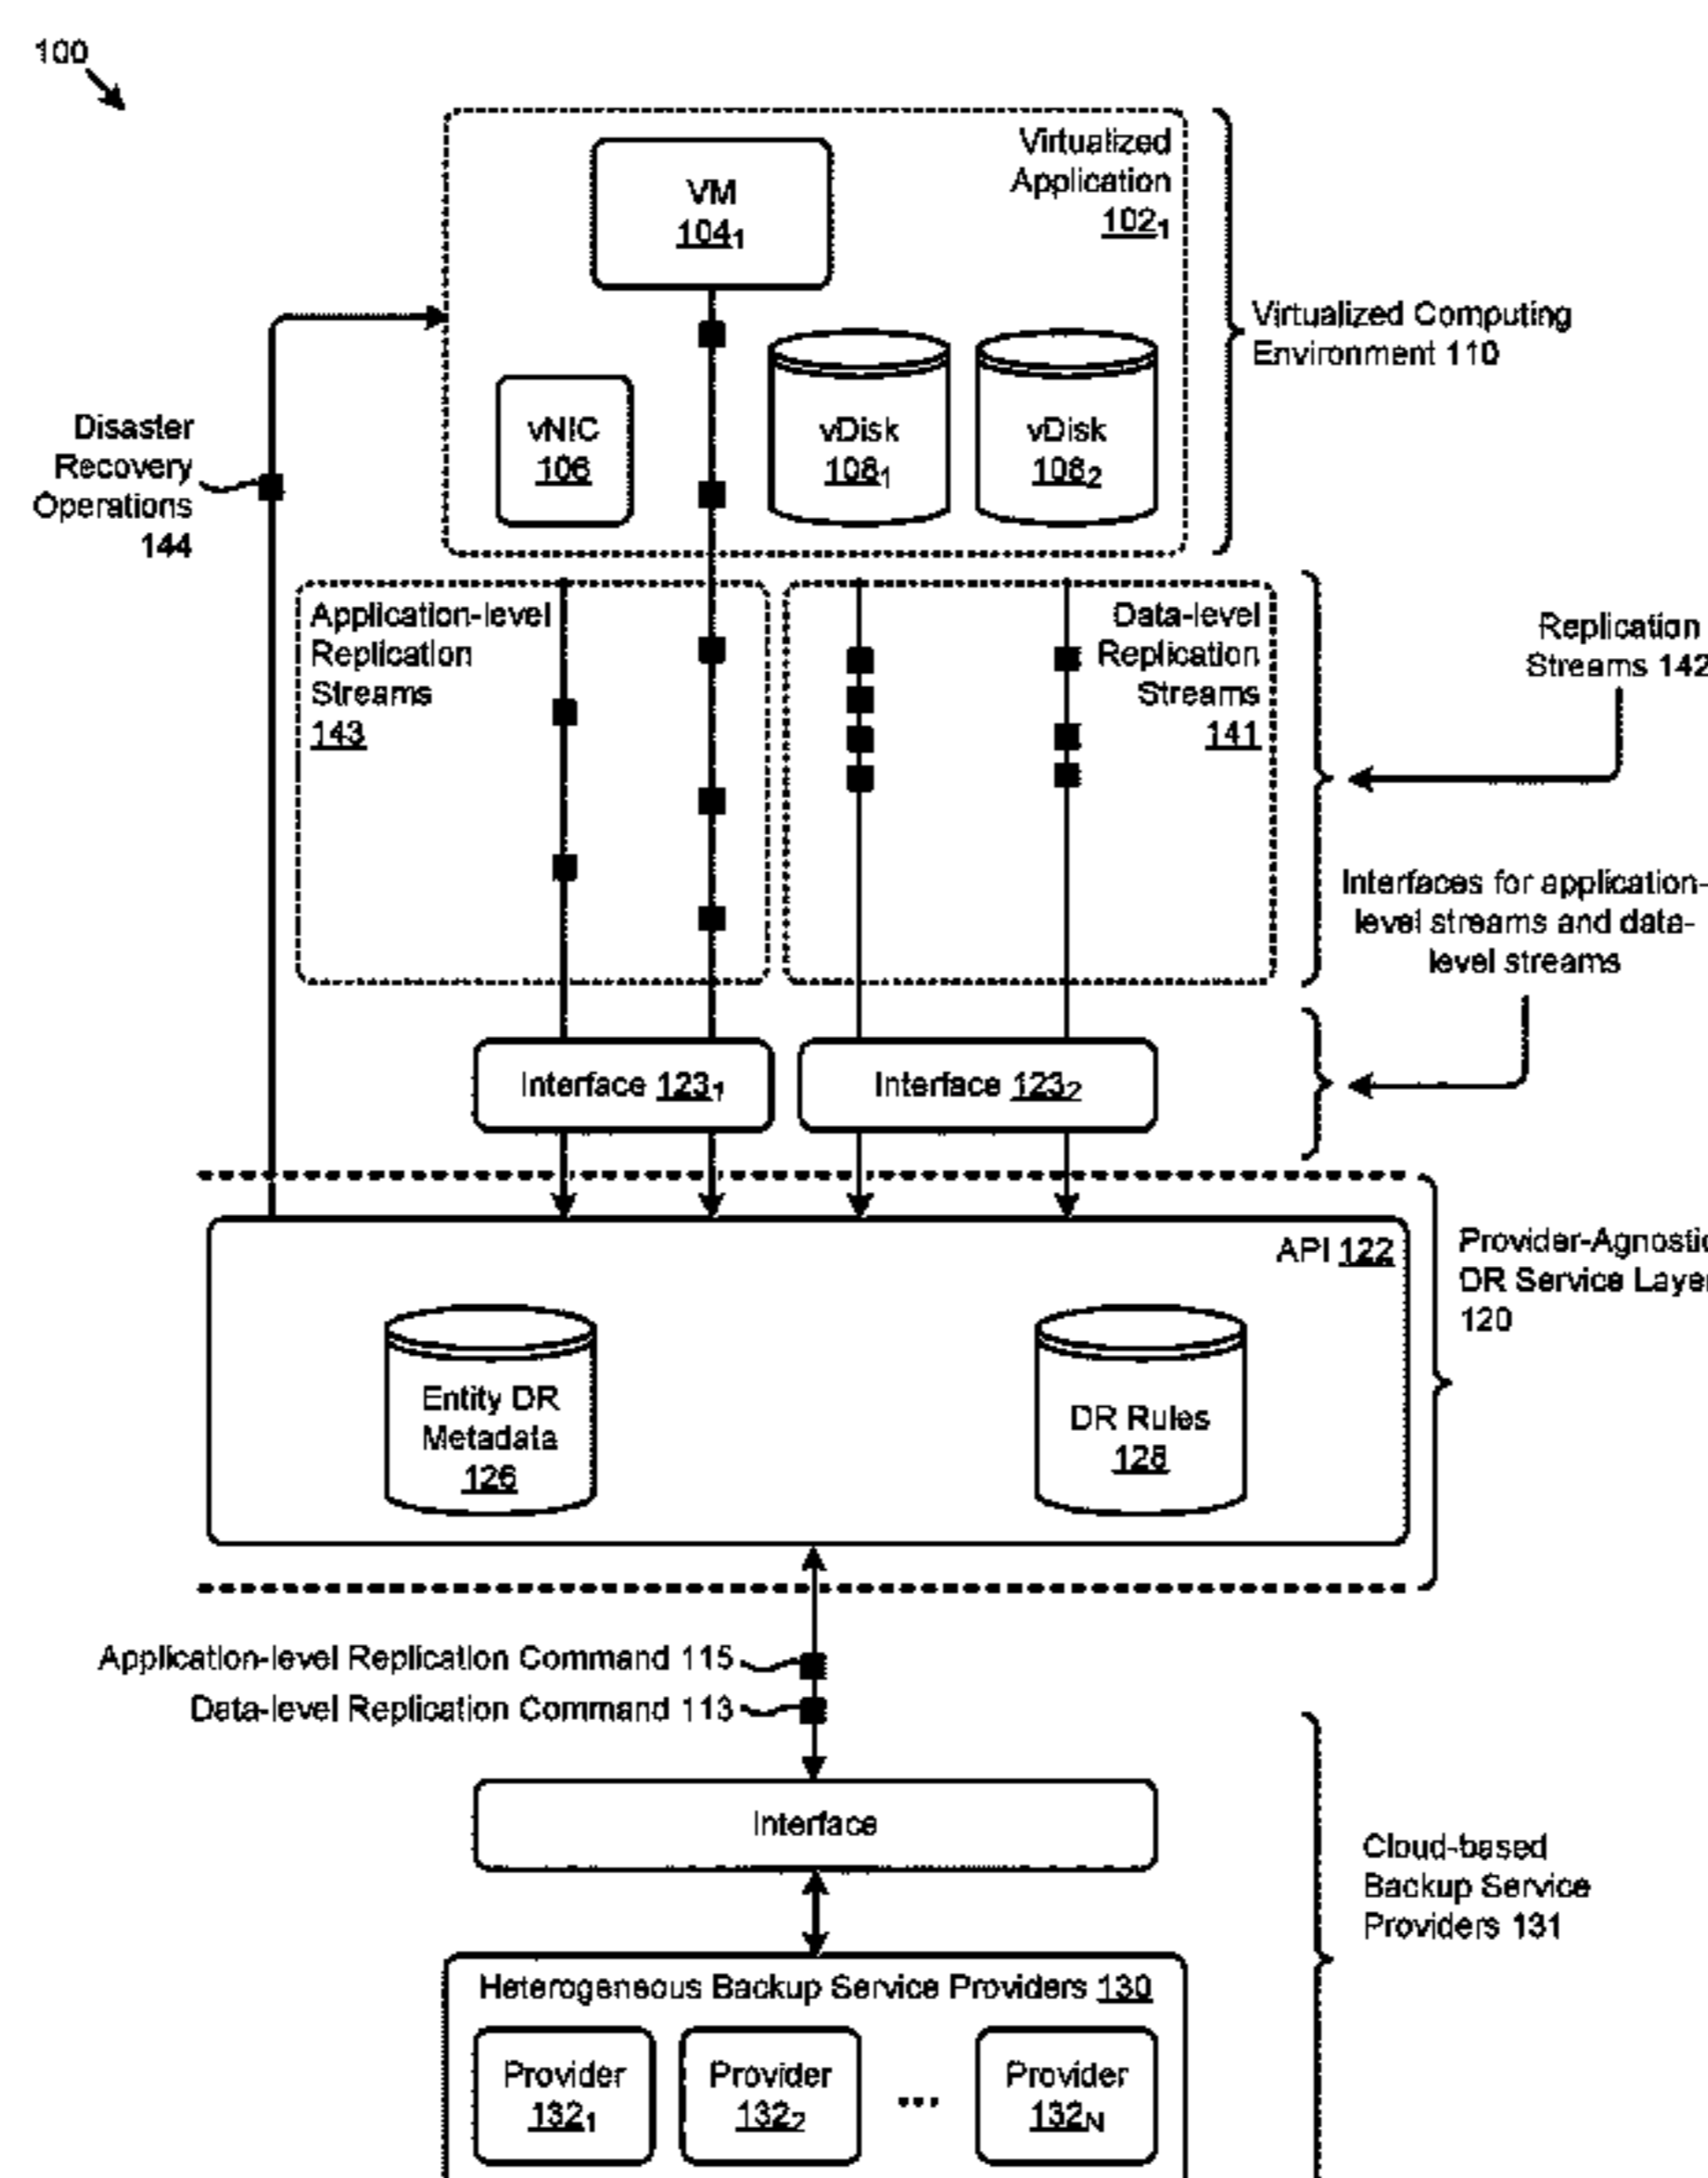 100
Virtualized
Application
102₁
VM
104₁
Virtualized Computing
Environment 110
vNIC
106
vDisk
108₁
vDisk
108₂
Disaster
Recovery
Operations
144
Application-level
Replication
Streams
143
Data-level
Replication
Streams
141
Replication
Streams 142
Interfaces for application-
level streams and data-
level streams
Interface 123₁
Interface 123₂
API 122
Provider-Agnostic
DR Service Layer
120
Entity DR
Metadata
126
DR Rules
128
Application-level Replication Command 115
Data-level Replication Command 113
Interface
Cloud-based
Backup Service
Providers 131
Heterogeneous Backup Service Providers 130
Provider
132₁
Provider
132₂
...
Provider
132N